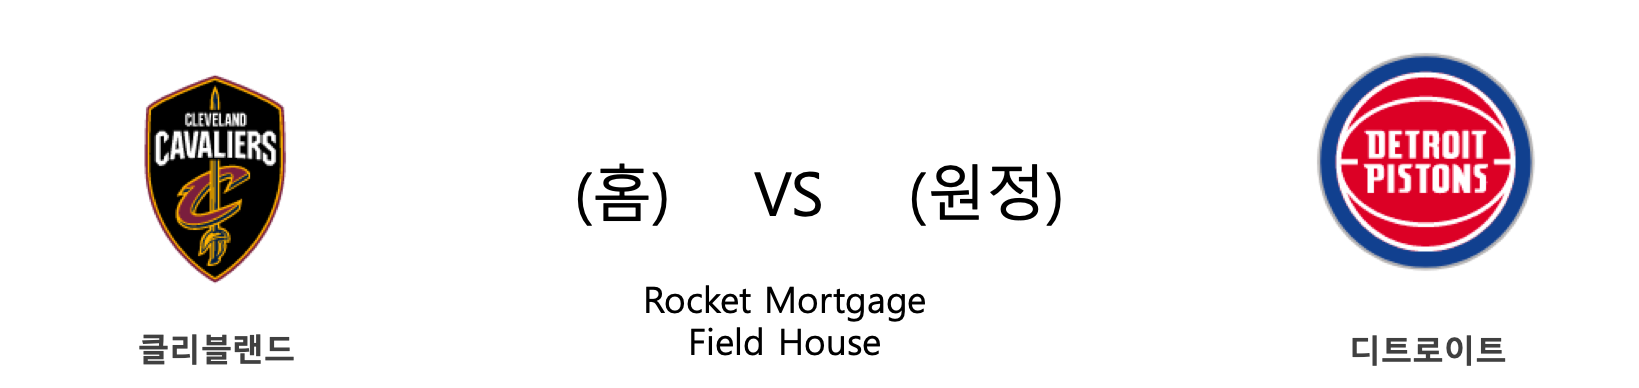 CLEVELAND
CAVALIERS
클리블랜드
(홈) VS (원정)
Rocket Mortgage
Field House
DETROIT
PISTONS
디트로이트